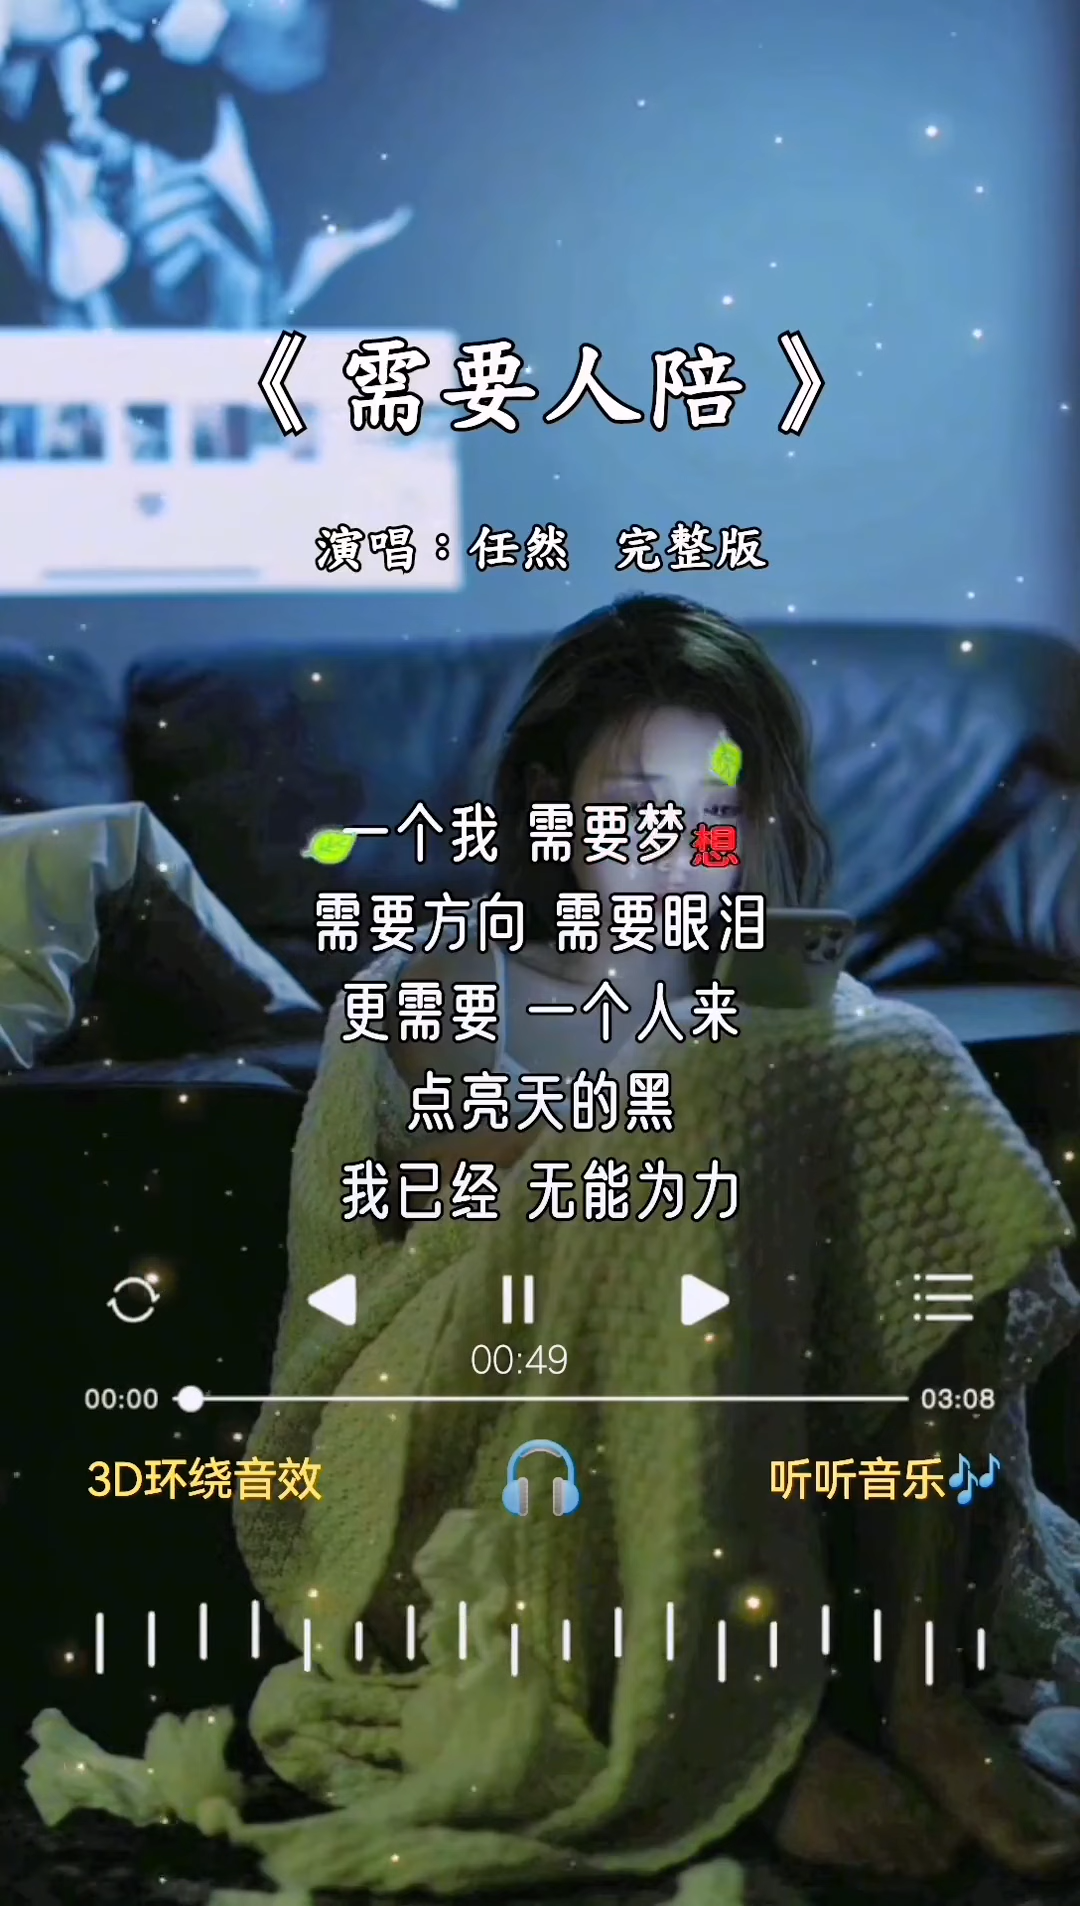 《 需要人陪 》
演唱：任然 完整版
一个我 需要梦想
需要方向 需要眼泪
更需要 一个人来
点亮天的黑
我已经 无能为力
00:49
00:00 03:08
3D环绕音效 听听音乐